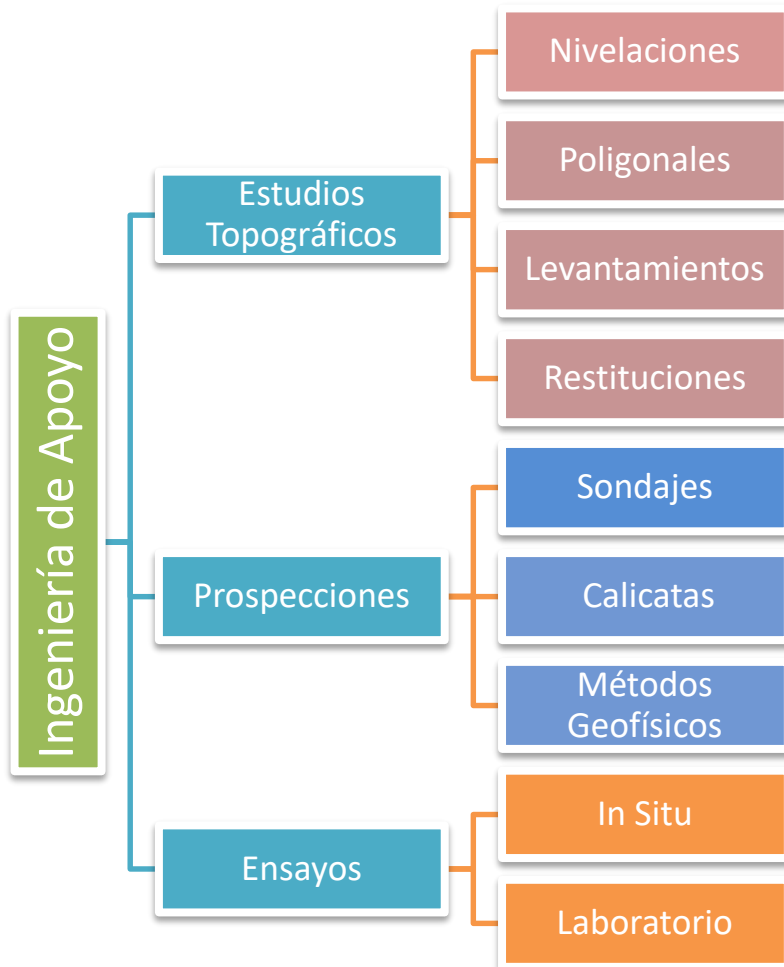 Ingeniería de Apoyo
Estudios
Topográficos
Nivelaciones
Poligonales
Levantamientos
Restituciones
Prospecciones
Sondajes
Calicatas
Métodos
Geofísicos
Ensayos
In Situ
Laboratorio